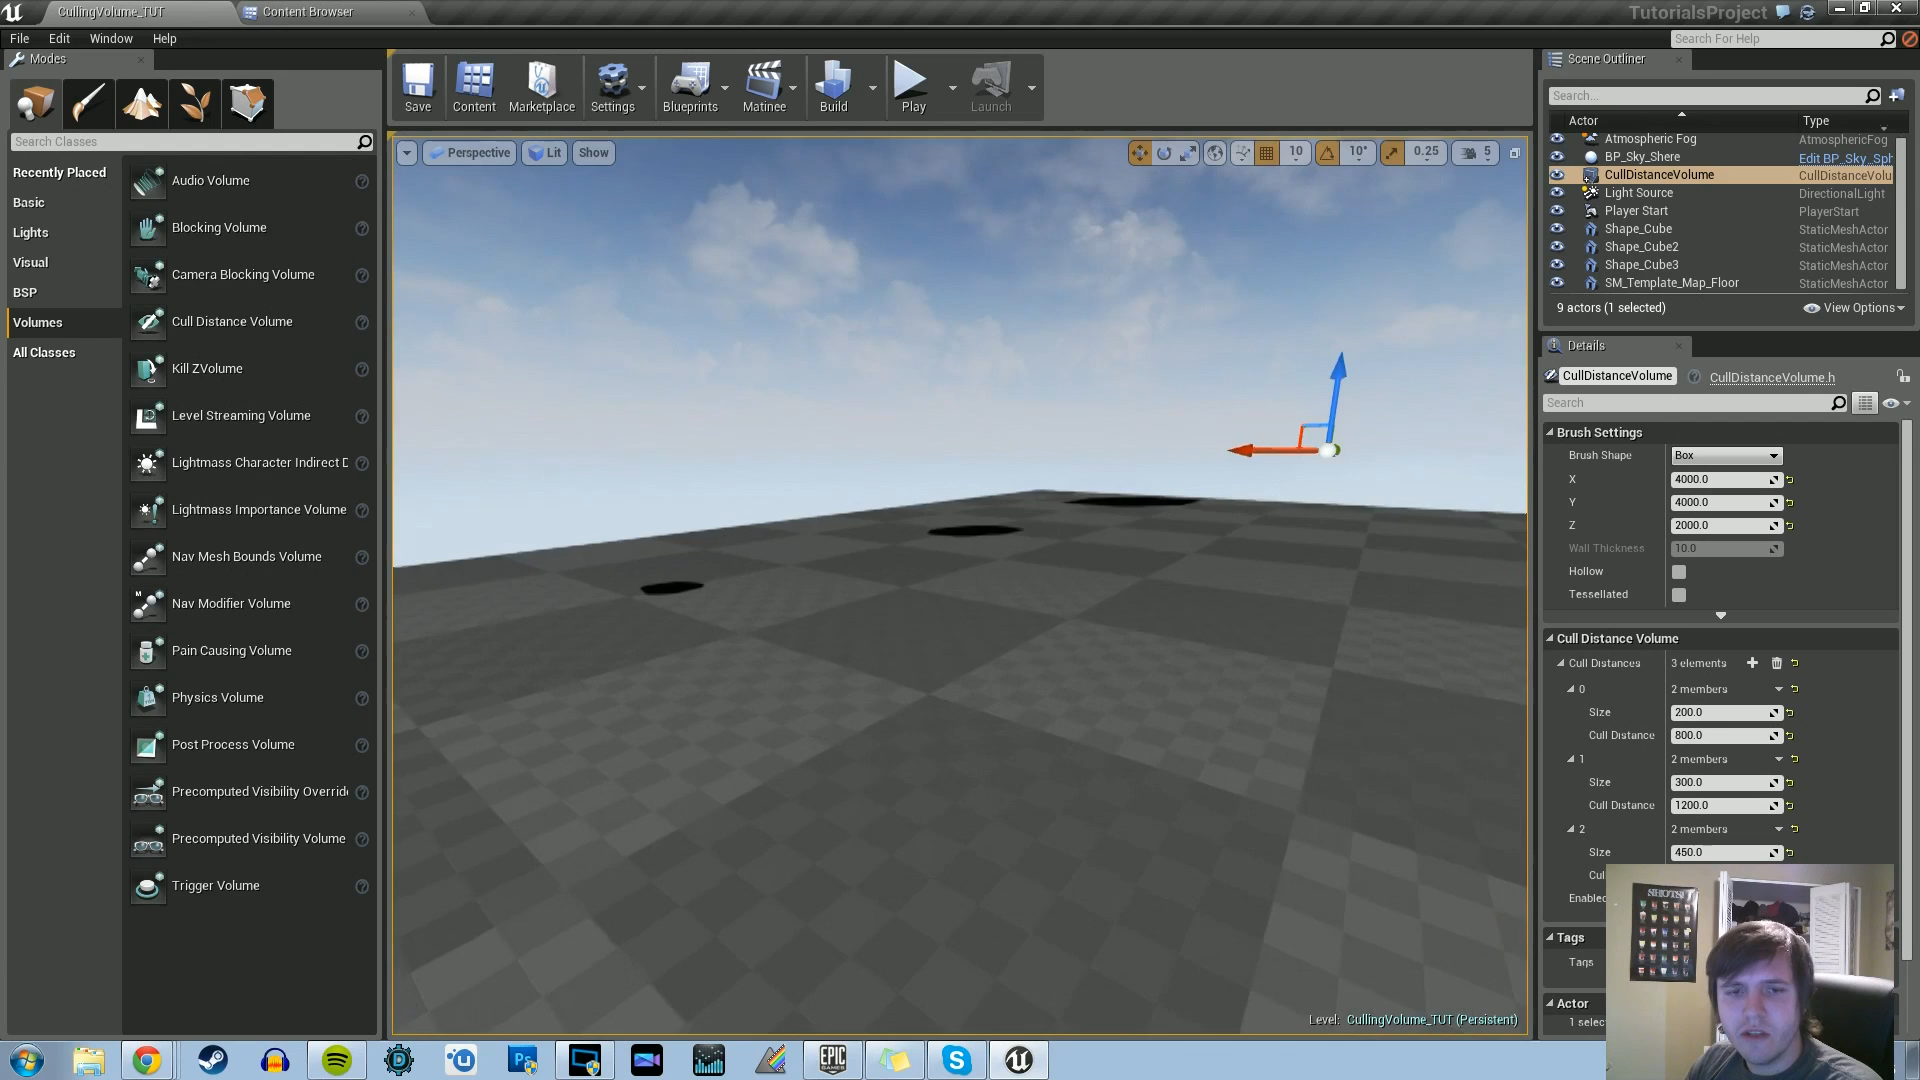 CullingVolume_TUT
Content Browser
TutorialsProject
File Edit Window Help
Search For Help
Modes
Save
Content
Marketplace
Settings
Blueprints
Matinee
Build
Play
Launch
Search Classes
Recently Placed
Basic
Lights
Visual
BSP
Volumes
All Classes
Audio Volume
Blocking Volume
Camera Blocking Volume
Cull Distance Volume
Kill ZVolume
Level Streaming Volume
Lightmass Character Indirect D
Lightmass Importance Volume
Nav Mesh Bounds Volume
Nav Modifier Volume
Pain Causing Volume
Physics Volume
Post Process Volume
Precomputed Visibility Override
Precomputed Visibility Volume
Trigger Volume
Perspective Lit Show
10 10° 0.25 5
Level: CullingVolume_TUT (Persistent)
Scene Outliner
Search...
Actor Type
Atmospheric Fog AtmosphericFog
BP_Sky_Shere Edit BP_Sky_Sph
CullDistanceVolume CullDistanceVolu
Light Source DirectionalLight
Player Start PlayerStart
Shape_Cube StaticMeshActor
Shape_Cube2 StaticMeshActor
Shape_Cube3 StaticMeshActor
SM_Template_Map_Floor StaticMeshActor
9 actors (1 selected) View Options
Details
CullDistanceVolume CullDistanceVolume.h
Search
Brush Settings
Brush Shape Box
X 4000.0
Y 4000.0
Z 2000.0
Wall Thickness 10.0
Hollow
Tessellated
Cull Distance Volume
Cull Distances 3 elements
0 2 members
Size 200.0
Cull Distance 800.0
1 2 members
Size 300.0
Cull Distance 1200.0
2 2 members
Size 450.0
Cu
Enabled
Tags
Tags
Actor
1 selec
SHOTS!
EPIC
GAMES
Ps